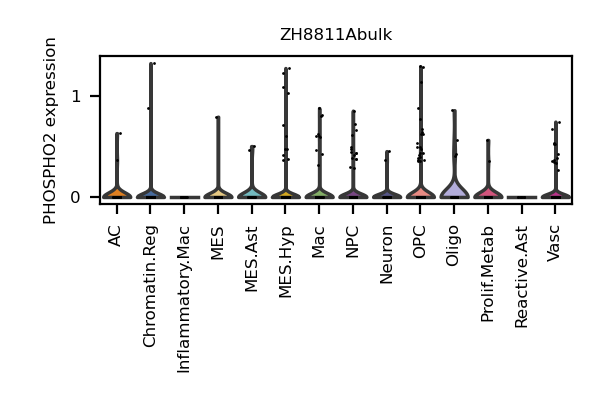 ZH8811Abulk
PHOSPHO2 expression
1
0
AC
Chromatin.Reg
Inflammatory.Mac
MES
MES.Ast
MES.Hyp
Mac
NPC
Neuron
OPC
Oligo
Prolif.Metab
Reactive.Ast
Vasc